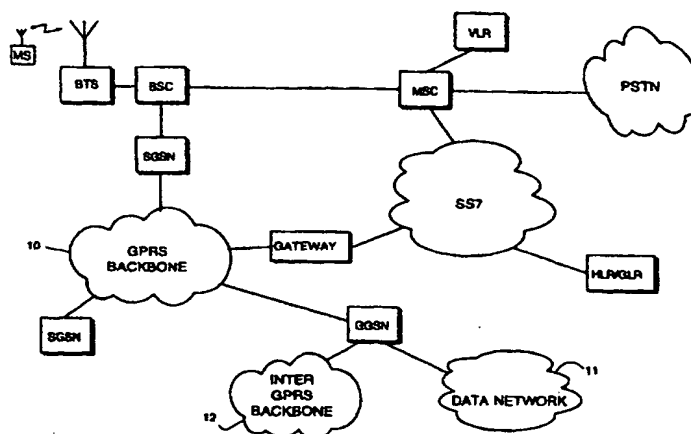 VLR
MS
BTS
BSC
MSC
PSTN
SGSN
SS7
10
GPRS
BACKBONE
GATEWAY
HLR/GLR
SGSN
GGSN
INTER
GPRS
BACKBONE
12
DATA NETWORK
11